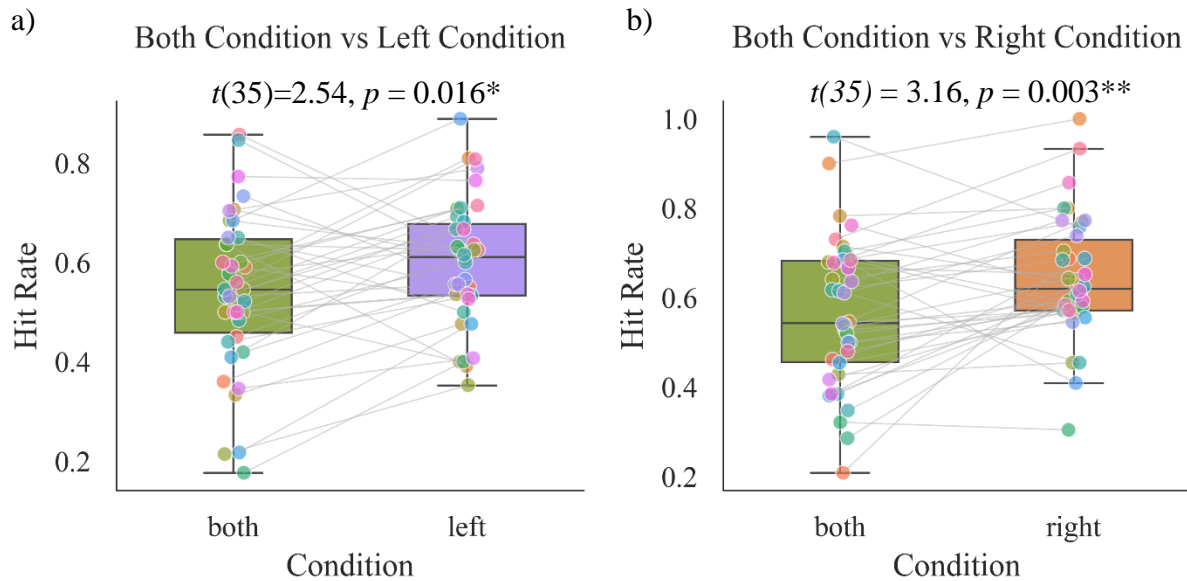 a)
Both Condition vs Left Condition
t(35)=2.54, p = 0.016*
0.8
0.6
0.4
0.2
Hit Rate
both
left
Condition
b)
Both Condition vs Right Condition
t(35) = 3.16, p = 0.003**
1.0
0.8
0.6
0.4
0.2
Hit Rate
both
right
Condition